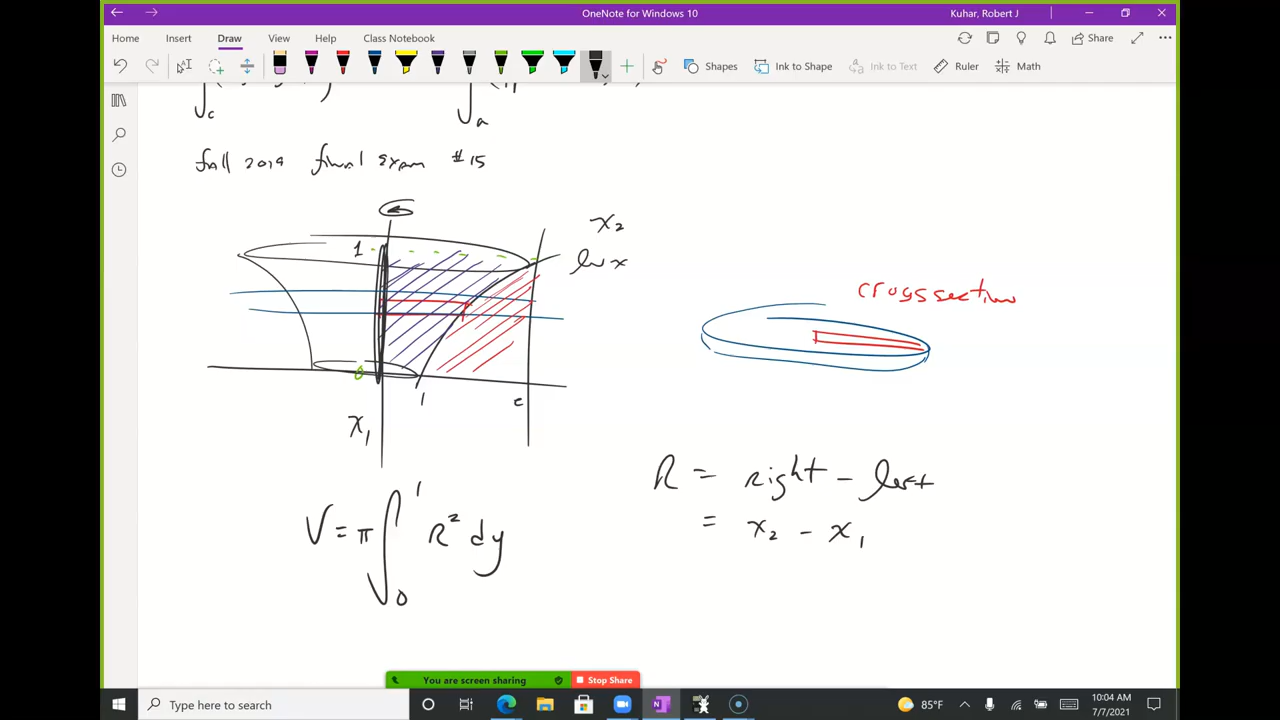 OneNote for Windows 10
Kuhar, Robert J
Home Insert Draw View Help Class Notebook
Share
Shapes Ink to Shape Ink to Text Ruler Math
∫c
∫a
fall 2019 final exam #15
x₂
1
ln x
crosssection
0
1 e
x₁
R = right - left
= x₂ - x₁
V = π ∫₀¹ R² dy
You are screen sharing Stop Share
Type here to search
85°F
10:04 AM
7/7/2021